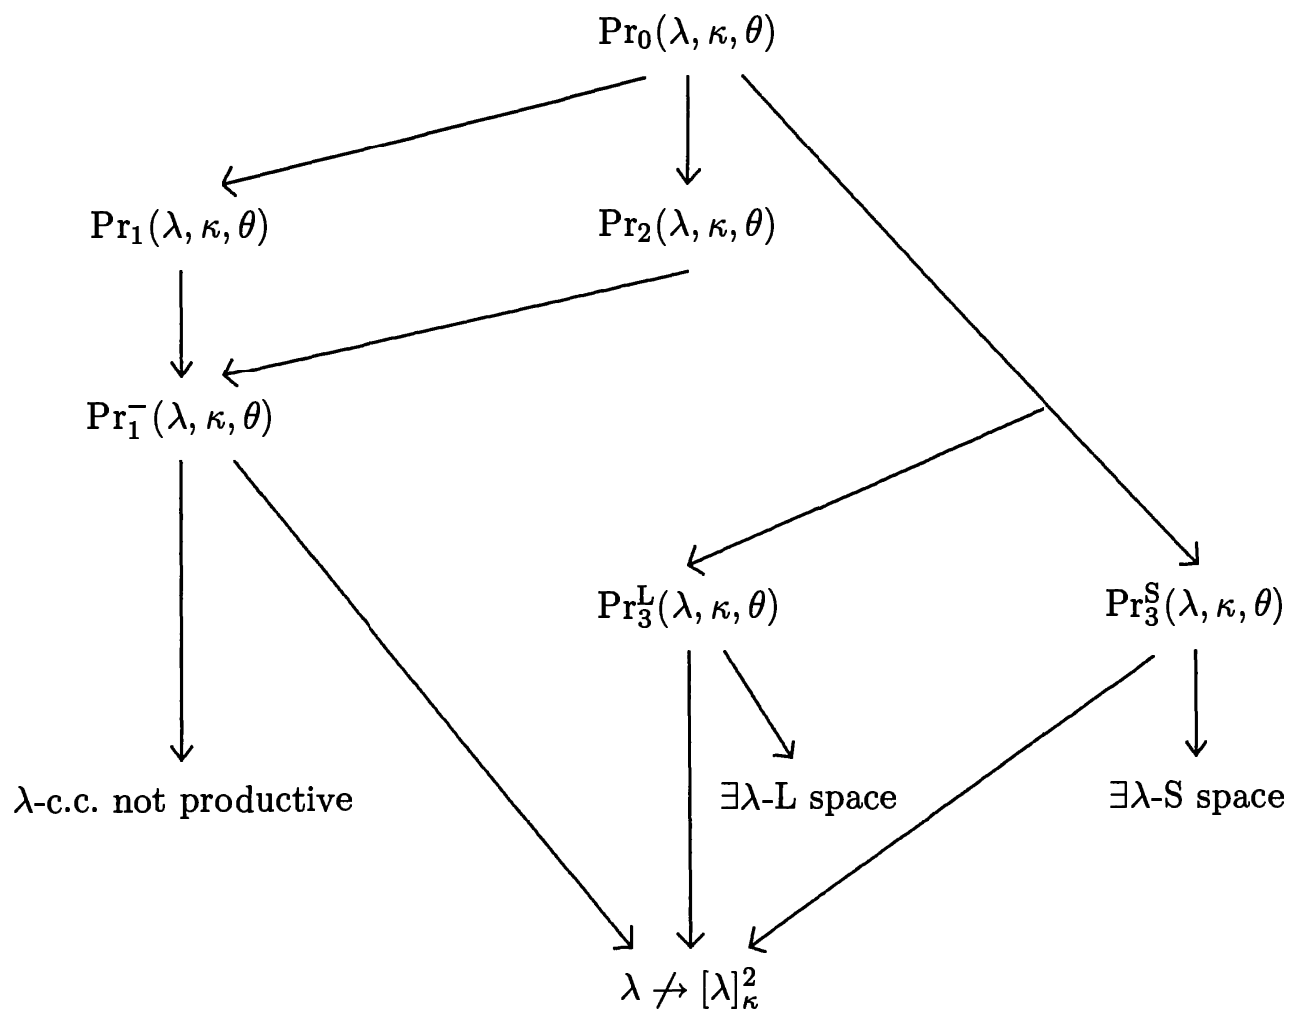 Pr₀(λ, κ, θ)
Pr₁(λ, κ, θ)
Pr₂(λ, κ, θ)
Pr₁⁻(λ, κ, θ)
Pr₃ᴸ(λ, κ, θ)
Pr₃ˢ(λ, κ, θ)
λ-c.c. not productive
∃λ-L space
∃λ-S space
λ ↛ [λ]²_κ